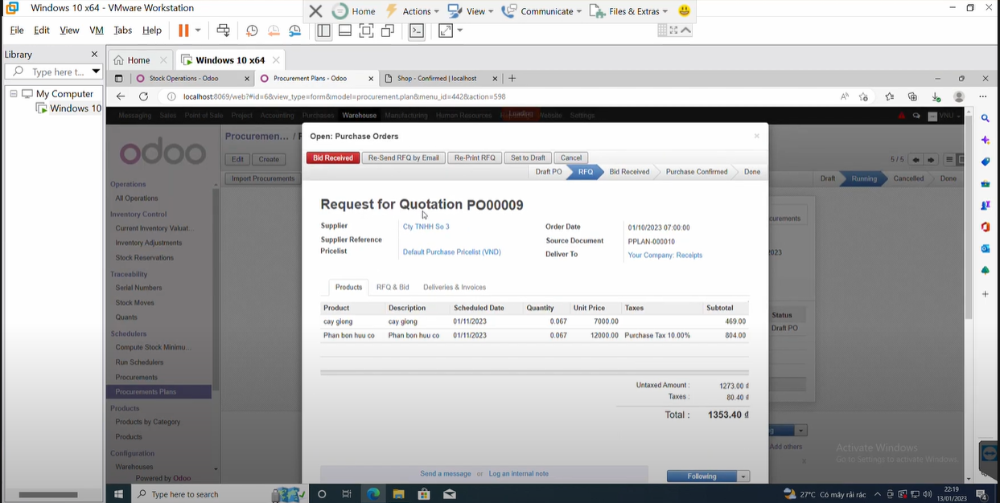 Windows 10 x64 - VMware Workstation
Home Actions View Communicate Files & Extras
File Edit View VM Tabs Help
Library
Type here t...
My Computer
Windows 10
Home
Windows 10 x64
Stock Operations - Odoo
Procurement Plans - Odoo
Shop - Confirmed | localhost
localhost:8069/web?#id=6&view_type=form&model=procurement.plan&menu_id=442&action=598
Messaging Sales Point of Sale Project Accounting Purchases Warehouse Manufacturing Human Resources Loading Website Settings VNU
odoo
Procuremen... /
Edit Create
Import Procurements
5 / 5
Draft Running Cancelled Done
Operations
All Operations
Inventory Control
Current Inventory Valuat...
Inventory Adjustments
Stock Reservations
Traceability
Serial Numbers
Stock Moves
Quants
Schedulers
Compute Stock Minimu...
Run Schedulers
Procurements
Procurements Plans
Products
Products by Category
Products
Configuration
Warehouses
Powered by Odoo
Open: Purchase Orders
Bid Received Re-Send RFQ by Email Re-Print RFQ Set to Draft Cancel
Draft PO RFQ Bid Received Purchase Confirmed Done
Request for Quotation PO00009
Supplier Cty TNHH So 3
Supplier Reference
Pricelist Default Purchase Pricelist (VND)
Order Date 01/10/2023 07:00:00
Source Document PPLAN-000010
Deliver To Your Company: Receipts
Products RFQ & Bid Deliveries & Invoices
Product Description Scheduled Date Quantity Unit Price Taxes Subtotal
cay giong cay giong 01/11/2023 0.067 7000.00 469.00
Phan bon huu co Phan bon huu co 01/11/2023 0.067 12000.00 Purchase Tax 10.00% 804.00
Untaxed Amount : 1273.00 đ
Taxes : 80.40 đ
Total : 1353.40 đ
Send a message or Log an internal note
Following
curements
2023
Status
Draft PO
Add others
Activate Windows
Go to Settings to activate Windows.
Type here to search
27°C Có mây rải rác
22:19
13/01/2023
4